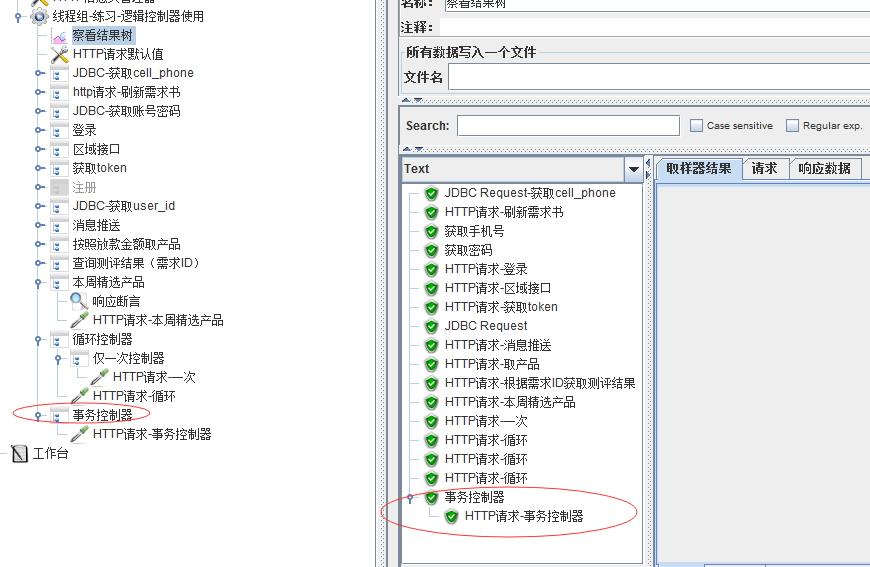 线程组-练习-逻辑控制器使用
察看结果树
HTTP请求默认值
JDBC-获取cell_phone
http请求-刷新需求书
JDBC-获取账号密码
登录
区域接口
获取token
注册
JDBC-获取user_id
消息推送
按照放款金额取产品
查询测评结果（需求ID）
本周精选产品
响应断言
HTTP请求-本周精选产品
循环控制器
仅一次控制器
HTTP请求-一次
HTTP请求-循环
事务控制器
HTTP请求-事务控制器
工作台
名称：
察看结果树
注释：
所有数据写入一个文件
文件名
Search:
Case sensitive
Regular exp.
Text
取样器结果
请求
响应数据
JDBC Request-获取cell_phone
HTTP请求-刷新需求书
获取手机号
获取密码
HTTP请求-登录
HTTP请求-区域接口
HTTP请求-获取token
JDBC Request
HTTP请求-消息推送
HTTP请求-取产品
HTTP请求-根据需求ID获取测评结果
HTTP请求-本周精选产品
HTTP请求-一次
HTTP请求-循环
HTTP请求-循环
HTTP请求-循环
事务控制器
HTTP请求-事务控制器